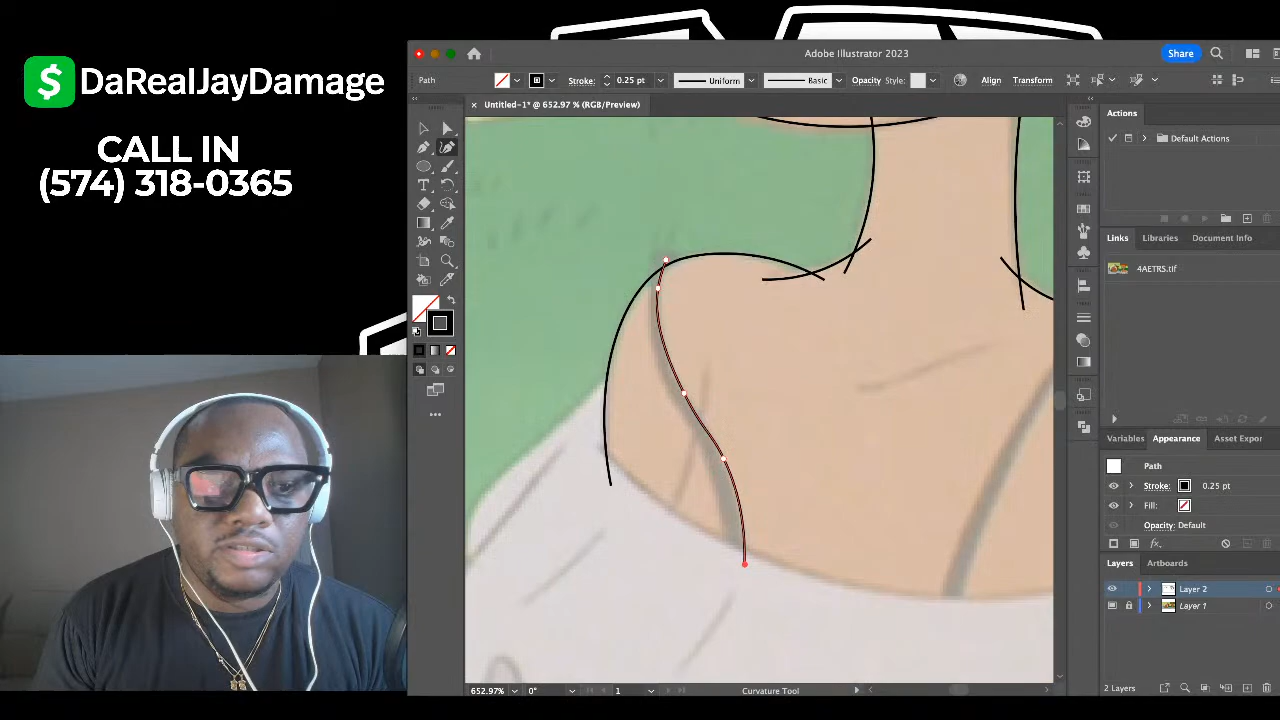 $ DaRealJayDamage
CALL IN
(574) 318-0365
Adobe Illustrator 2023
Share
Path
Stroke:
0.25 pt
Uniform
Basic
Opacity
Style:
Align
Transform
× Untitled-1* @ 652.97 % (RGB/Preview)
Actions
Default Actions
Links
Libraries
Document Info
4AETRS.tif
Variables
Appearance
Asset Expor
Path
Stroke:
0.25 pt
Fill:
Opacity: Default
fx
Layers
Artboards
Layer 2
Layer 1
2 Layers
652.97%
0°
1
Curvature Tool